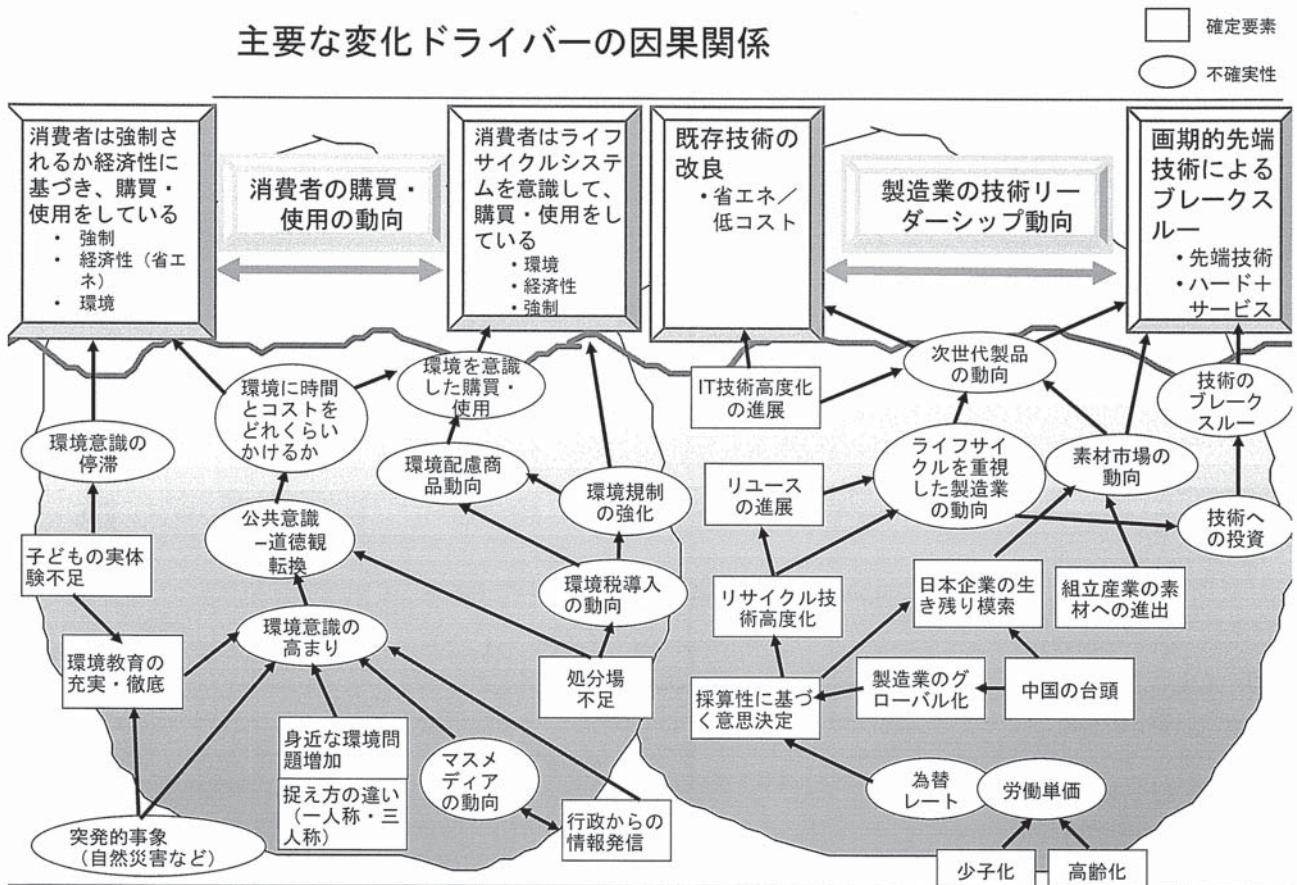 主要な変化ドライバーの因果関係
確定要素
不確実性
消費者は強制さ
れるか経済性に
基づき、購買・
使用をしている
・ 強制
・ 経済性（省エ
ネ）
・ 環境
消費者の購買・
使用の動向
消費者はライフ
サイクルシステ
ムを意識して、
購買・使用をし
ている
・環境
・経済性
・強制
既存技術の
改良
・省エネ／
低コスト
製造業の技術リー
ダーシップ動向
画期的先端
技術による
ブレークス
ルー
・先端技術
・ハード＋
サービス
環境意識の
停滞
環境に時間
とコストを
どれくらい
かけるか
環境を意識
した購買・
使用
環境配慮商
品動向
環境規制
の強化
公共意識
−道徳観
転換
子どもの実体
験不足
環境税導入
の動向
環境意識の
高まり
環境教育の
充実・徹底
処分場
不足
身近な環境問
題増加
捉え方の違い
（一人称・三
人称）
マスメ
ディア
の動向
行政からの
情報発信
突発的事象
（自然災害など）
IT技術高度化
の進展
次世代製品
の動向
技術の
ブレーク
スルー
リユース
の進展
ライフサイ
クルを重視
した製造業
の動向
素材市場の
動向
技術への
投資
リサイクル技
術高度化
日本企業の生
き残り模索
組立産業の素
材への進出
採算性に基づ
く意思決定
製造業のグ
ローバル化
中国の台頭
為替
レート
労働単価
少子化
高齢化